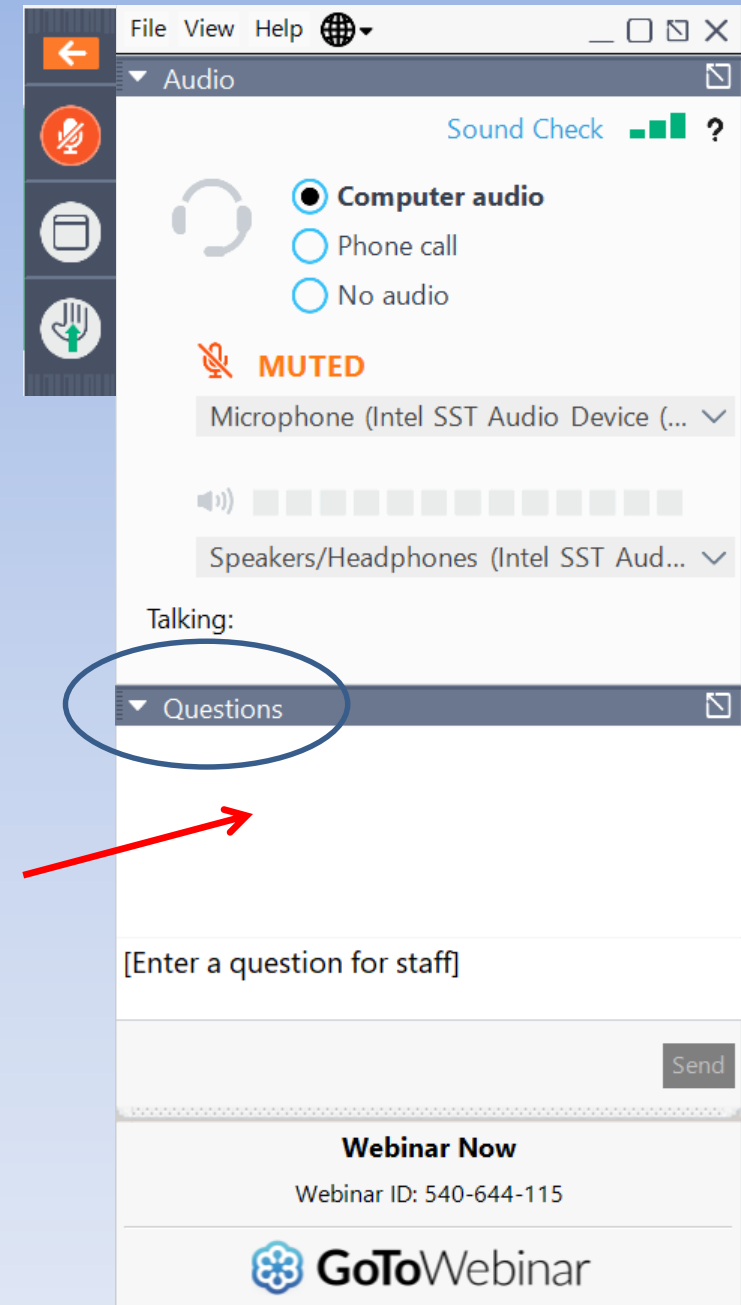 File View Help
Audio
Sound Check ?
Computer audio
Phone call
No audio
MUTED
Microphone (Intel SST Audio Device (...
Speakers/Headphones (Intel SST Aud...
Talking:
Questions
[Enter a question for staff]
Send
Webinar Now
Webinar ID: 540-644-115
GoToWebinar